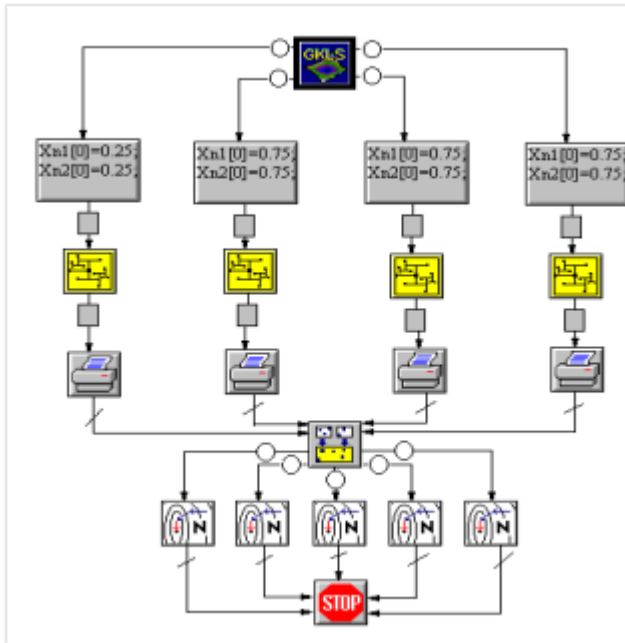 GKLS
Xn1[0]=0.25;
Xn2[0]=0.25;
Xn1[0]=0.75;
Xn2[0]=0.75;
Xn1[0]=0.75;
Xn2[0]=0.75;
Xn1[0]=0.75;
Xn2[0]=0.75;
N
N
N
N
N
STOP